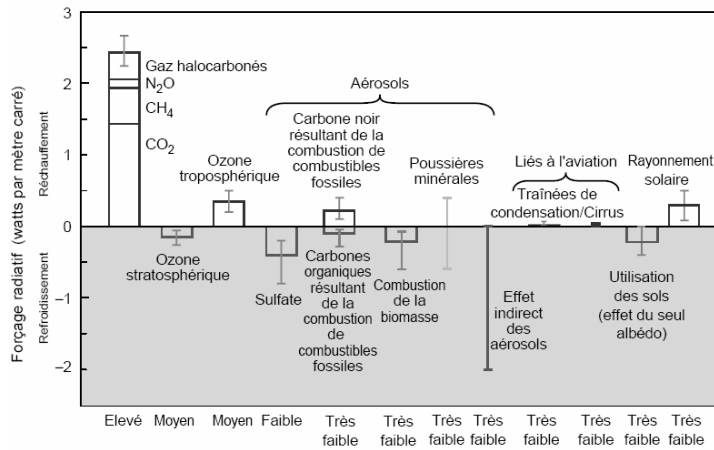 Forçage radiatif (watts par mètre carré)
Réchauffement
Refroidissement
3
2
1
0
–1
–2
Gaz halocarbonés
N2O
CH4
CO2
Ozone
stratosphérique
Ozone
troposphérique
Aérosols
Sulfate
Carbone noir
résultant de la
combustion de
combustibles
fossiles
Carbones
organiques
résultant
de la
combustion
de
combustibles
fossiles
Combustion
de la
biomasse
Poussières
minérales
Effet
indirect
des
aérosols
Liés à l'aviation
Traînées de
condensation/Cirrus
Utilisation
des sols
(effet du seul
albédo)
Rayonnement
solaire
Elevé
Moyen
Moyen
Faible
Très
faible
Très
faible
Très
faible
Très
faible
Très
faible
Très
faible
Très
faible
Très
faible